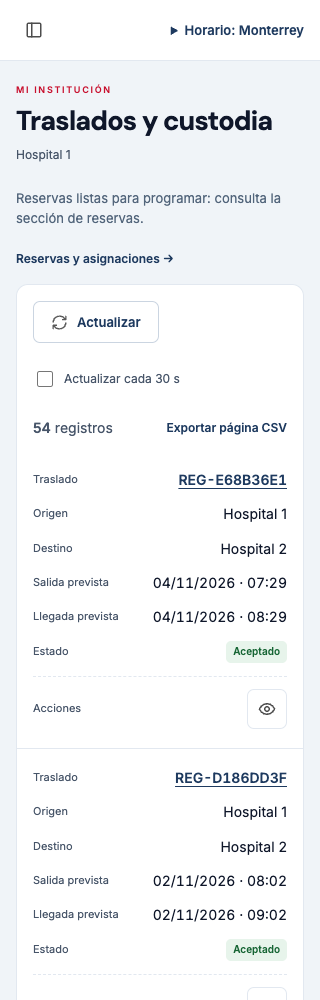 Horario: Monterrey
MI INSTITUCIÓN
Traslados y custodia
Hospital 1
Reservas listas para programar: consulta la
sección de reservas.
Reservas y asignaciones →
Actualizar
Actualizar cada 30 s
54 registros Exportar página CSV
Traslado REG-E68B36E1
Origen Hospital 1
Destino Hospital 2
Salida prevista 04/11/2026 · 07:29
Llegada prevista 04/11/2026 · 08:29
Estado Aceptado
Acciones
Traslado REG-D186DD3F
Origen Hospital 1
Destino Hospital 2
Salida prevista 02/11/2026 · 08:02
Llegada prevista 02/11/2026 · 09:02
Estado Aceptado